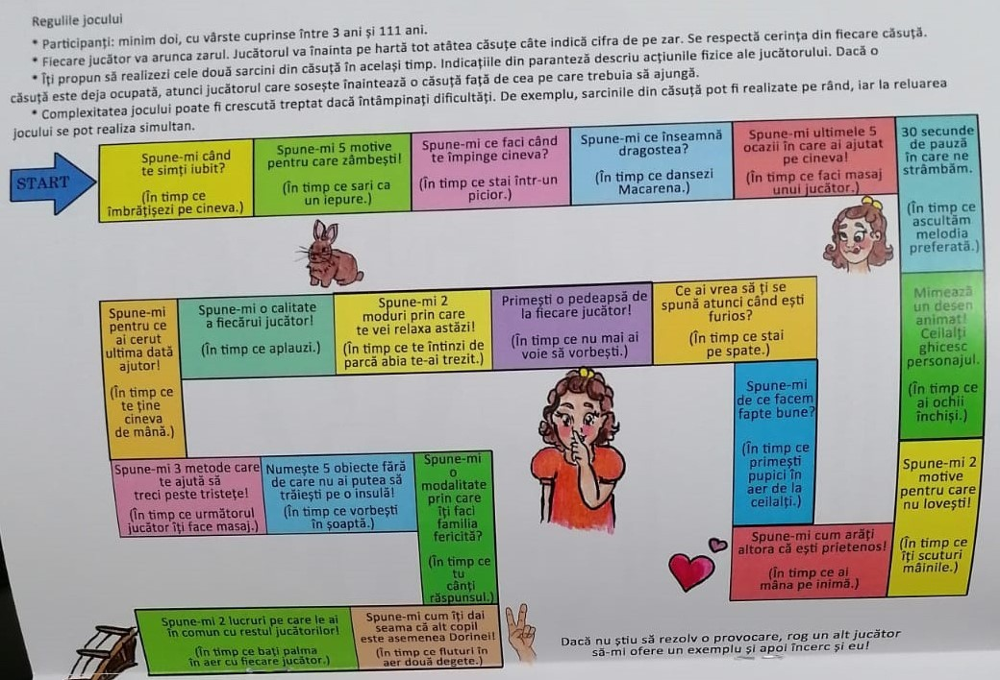 Regulile jocului
* Participanți: minim doi, cu vârste cuprinse între 3 ani și 111 ani.
* Fiecare jucător va arunca zarul. Jucătorul va înainta pe hartă tot atâtea căsuțe câte indică cifra de pe zar. Se respectă cerința din fiecare căsuță.
* Îți propun să realizezi cele două sarcini din căsuță în același timp. Indicațiile din paranteză descriu acțiunile fizice ale jucătorului. Dacă o
căsuță este deja ocupată, atunci jucătorul care sosește înaintează o căsuță față de cea pe care trebuia să ajungă.
* Complexitatea jocului poate fi crescută treptat dacă întâmpinați dificultăți. De exemplu, sarcinile din căsuță pot fi realizate pe rând, iar la reluarea
jocului se pot realiza simultan.
START
Spune-mi când
te simți iubit?
(În timp ce
îmbrățișezi pe cineva.)
Spune-mi 5 motive
pentru care zâmbești!
(În timp ce sari ca
un iepure.)
Spune-mi ce faci când
te împinge cineva?
(În timp ce stai într-un
picior.)
Spune-mi ce înseamnă
dragostea?
(În timp ce dansezi
Macarena.)
Spune-mi ultimele 5
ocazii în care ai ajutat
pe cineva!
(În timp ce faci masaj
unui jucător.)
30 secunde
de pauză
în care ne
strâmbăm.
(În timp ce
ascultăm
melodia
preferată.)
Mimează
un desen
animat!
Ceilalți
ghicesc
personajul.
(În timp ce
ai ochii
închiși.)
Spune-mi 2
motive
pentru care
nu lovești!
(În timp ce
îți scuturi
mâinile.)
Spune-mi cum arăți
altora că ești prietenos!
(În timp ce ai
mâna pe inimă.)
Spune-mi
de ce facem
fapte bune?
(În timp ce
primești
pupici în
aer de la
ceilalți.)
Ce ai vrea să ți se
spună atunci când ești
furios?
(În timp ce stai
pe spate.)
Primești o pedeapsă de
la fiecare jucător!
(În timp ce nu mai ai
voie să vorbești.)
Spune-mi 2
moduri prin care
te vei relaxa astăzi!
(În timp ce te întinzi de
parcă abia te-ai trezit.)
Spune-mi o calitate
a fiecărui jucător!
(În timp ce aplauzi.)
Spune-mi
pentru ce
ai cerut
ultima dată
ajutor!
(În timp ce
te ține
cineva
de mână.)
Spune-mi 3 metode care
te ajută să
treci peste tristețe!
(În timp ce următorul
jucător îți face masaj.)
Numește 5 obiecte fără
de care nu ai putea să
trăiești pe o insulă!
(În timp ce vorbești
în șoaptă.)
Spune-mi
o
modalitate
prin care
îți faci
familia
fericită?
(În timp ce
tu
cânți
răspunsul.)
Spune-mi cum îți dai
seama că alt copil
este asemenea Dorinei!
(În timp ce fluturi în
aer două degete.)
Spune-mi 2 lucruri pe care le ai
în comun cu restul jucătorilor!
(În timp ce bați palma
în aer cu fiecare jucător.)
Dacă nu știu să rezolv o provocare, rog un alt jucător
să-mi ofere un exemplu și apoi încerc și eu!